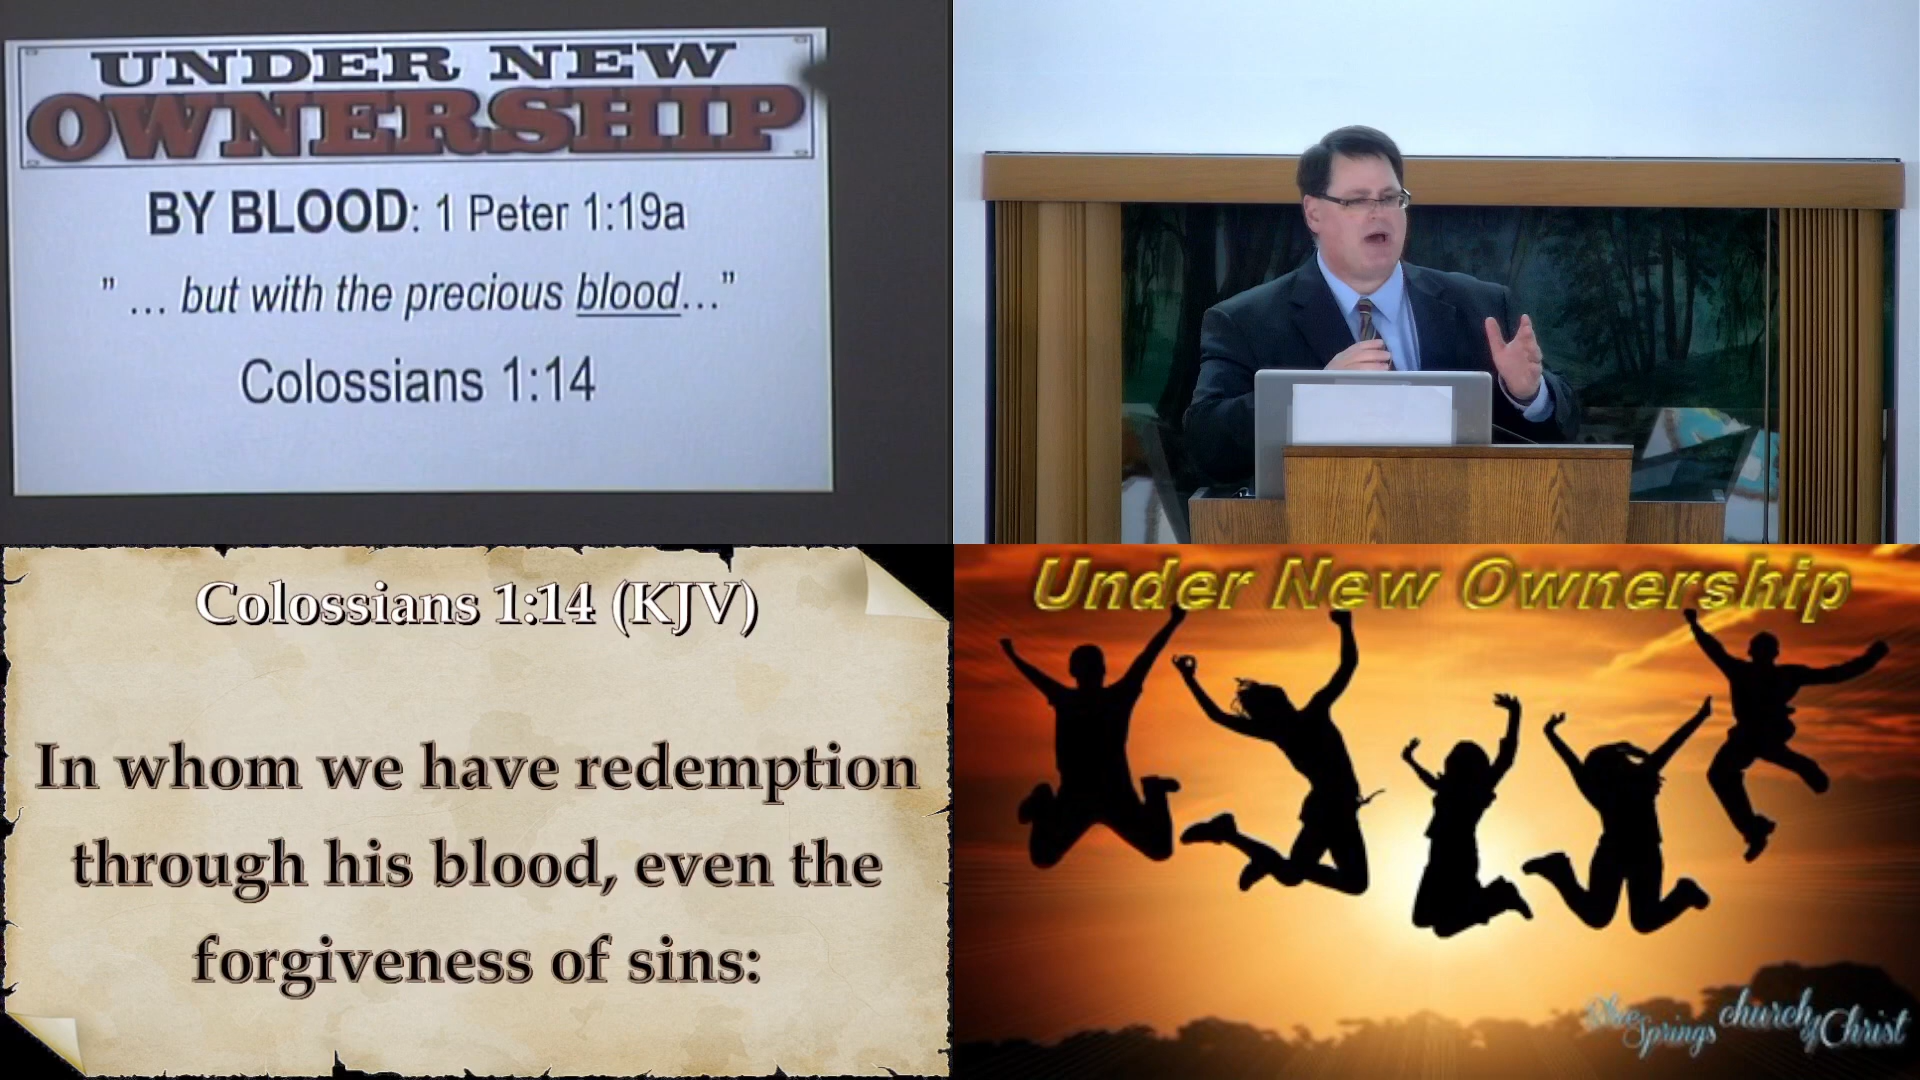 UNDER NEW
OWNERSHIP
BY BLOOD: 1 Peter 1:19a
" ... but with the precious blood..."
Colossians 1:14
Colossians 1:14 (KJV)
In whom we have redemption
through his blood, even the
forgiveness of sins:
Under New Ownership
Springs church of Christ